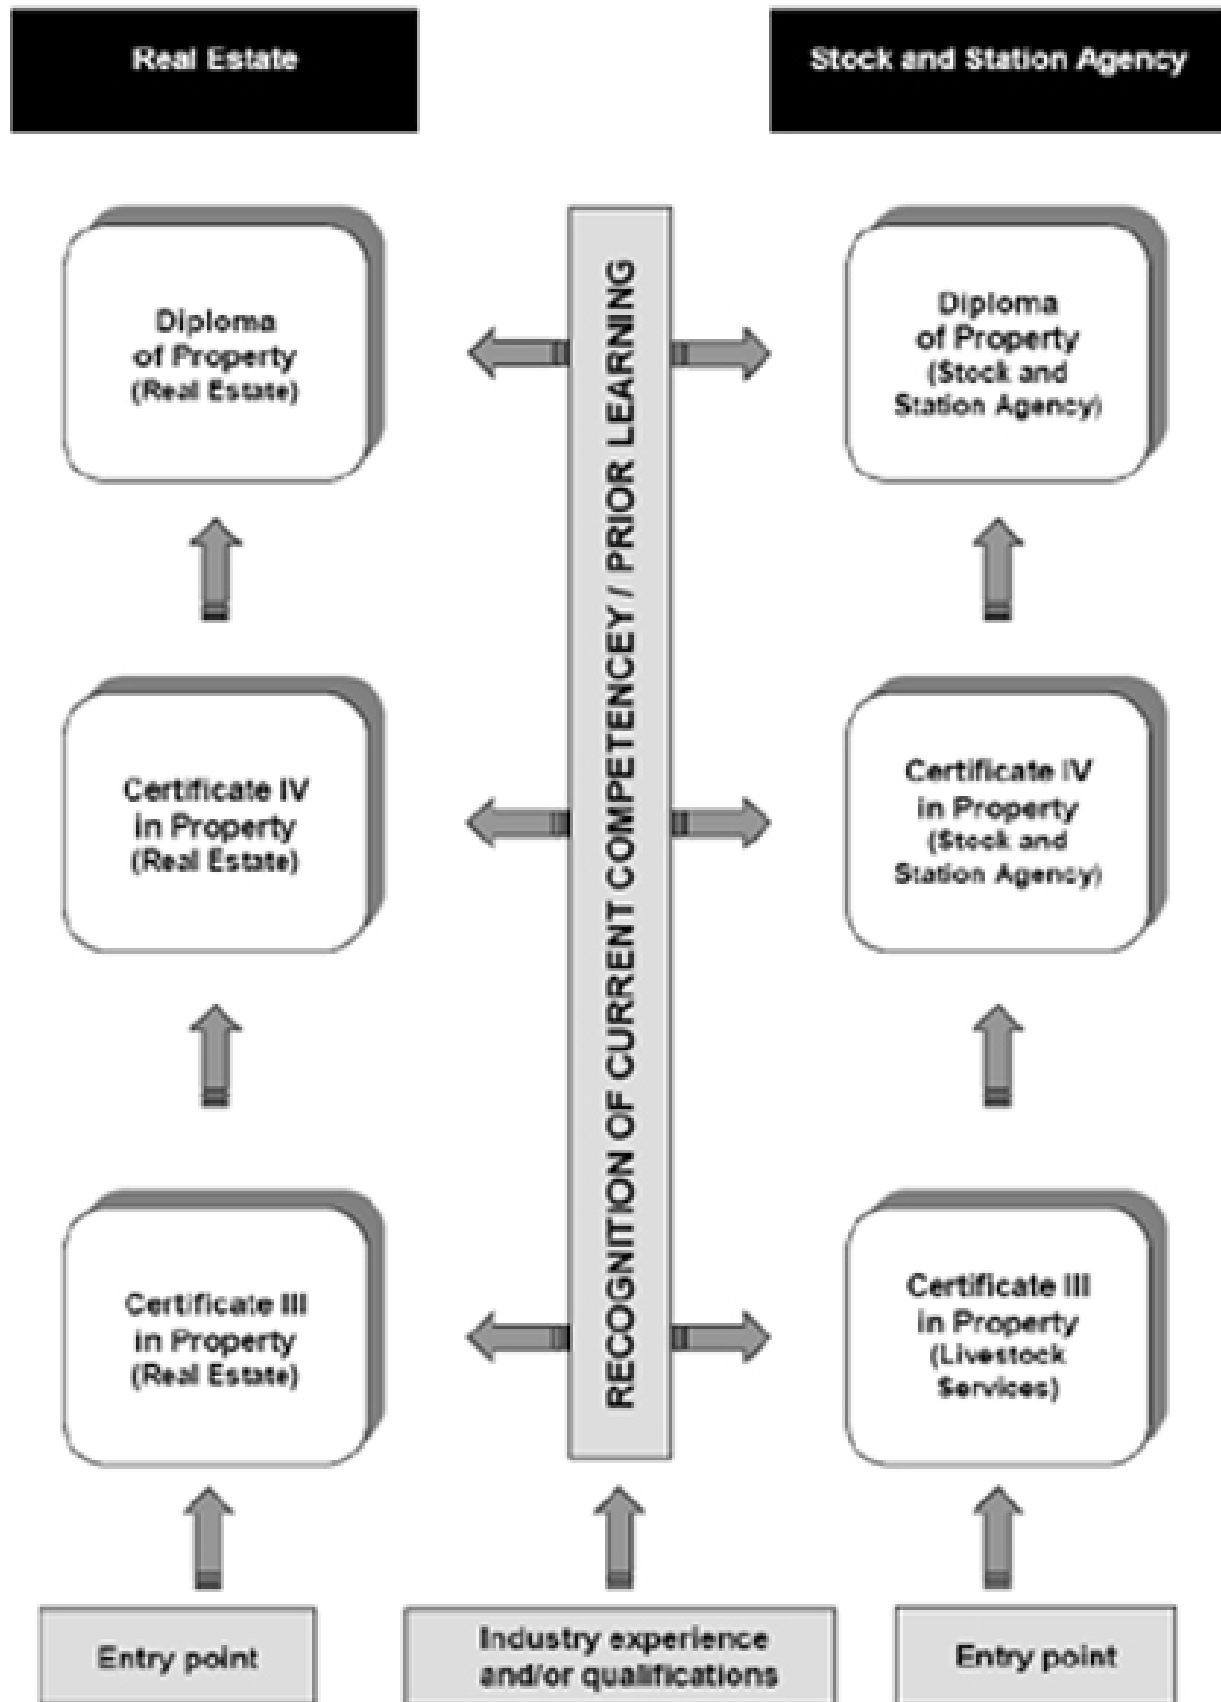 Real Estate
Stock and Station Agency
Diploma
of Property
(Real Estate)
Diploma
of Property
(Stock and
Station Agency)
RECOGNITION OF CURRENT COMPETENCEY / PRIOR LEARNING
Certificate IV
in Property
(Real Estate)
Certificate IV
in Property
(Stock and
Station Agency)
Certificate III
in Property
(Real Estate)
Certificate III
in Property
(Livestock
Services)
Entry point
Industry experience
and/or qualifications
Entry point